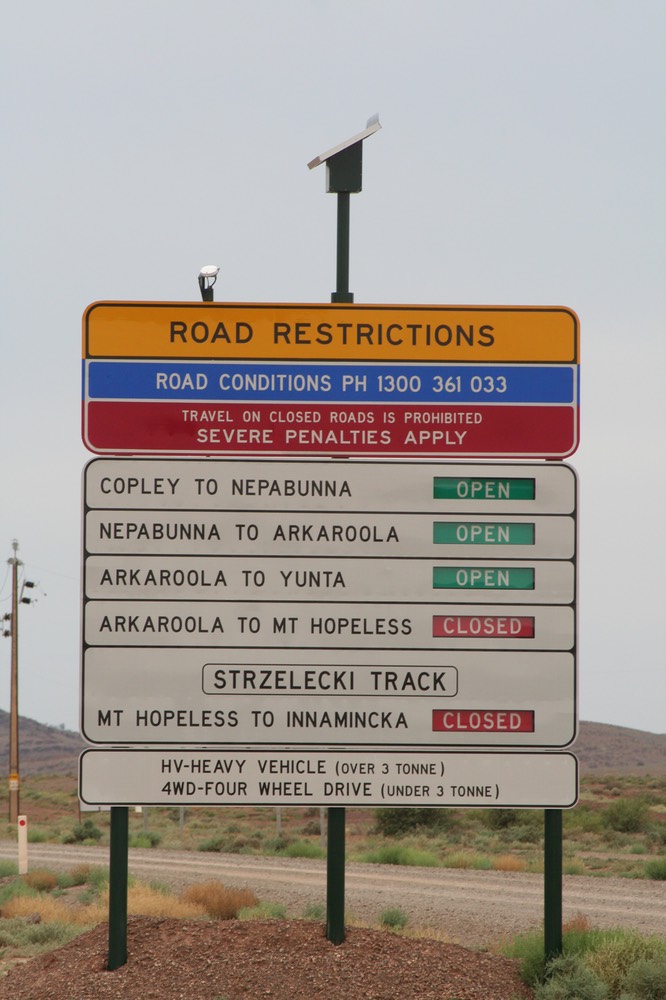 ROAD RESTRICTIONS
ROAD CONDITIONS PH 1300 361 033
TRAVEL ON CLOSED ROADS IS PROHIBITED
SEVERE PENALTIES APPLY
COPLEY TO NEPABUNNA OPEN
NEPABUNNA TO ARKAROOLA OPEN
ARKAROOLA TO YUNTA OPEN
ARKAROOLA TO MT HOPELESS CLOSED
STRZELECKI TRACK
MT HOPELESS TO INNAMINCKA CLOSED
HV-HEAVY VEHICLE (OVER 3 TONNE)
4WD-FOUR WHEEL DRIVE (UNDER 3 TONNE)